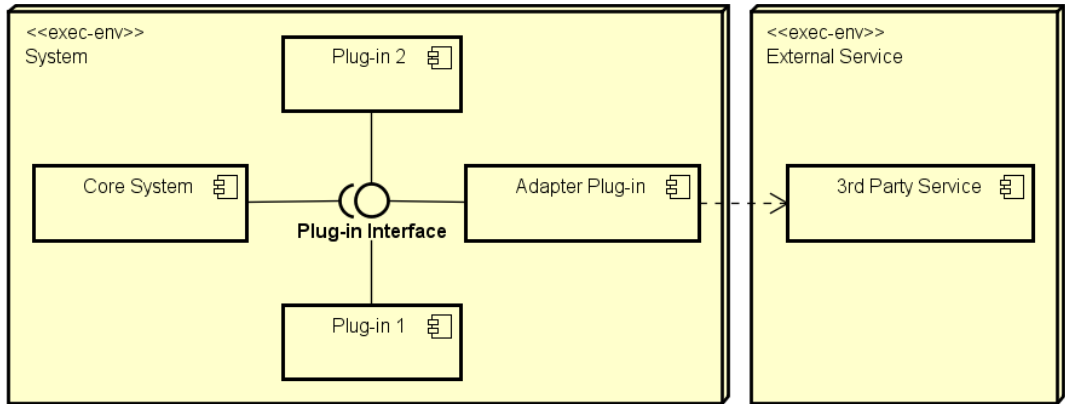 <<exec-env>>
System
Plug-in 2
Core System
Adapter Plug-in
Plug-in Interface
Plug-in 1
<<exec-env>>
External Service
3rd Party Service